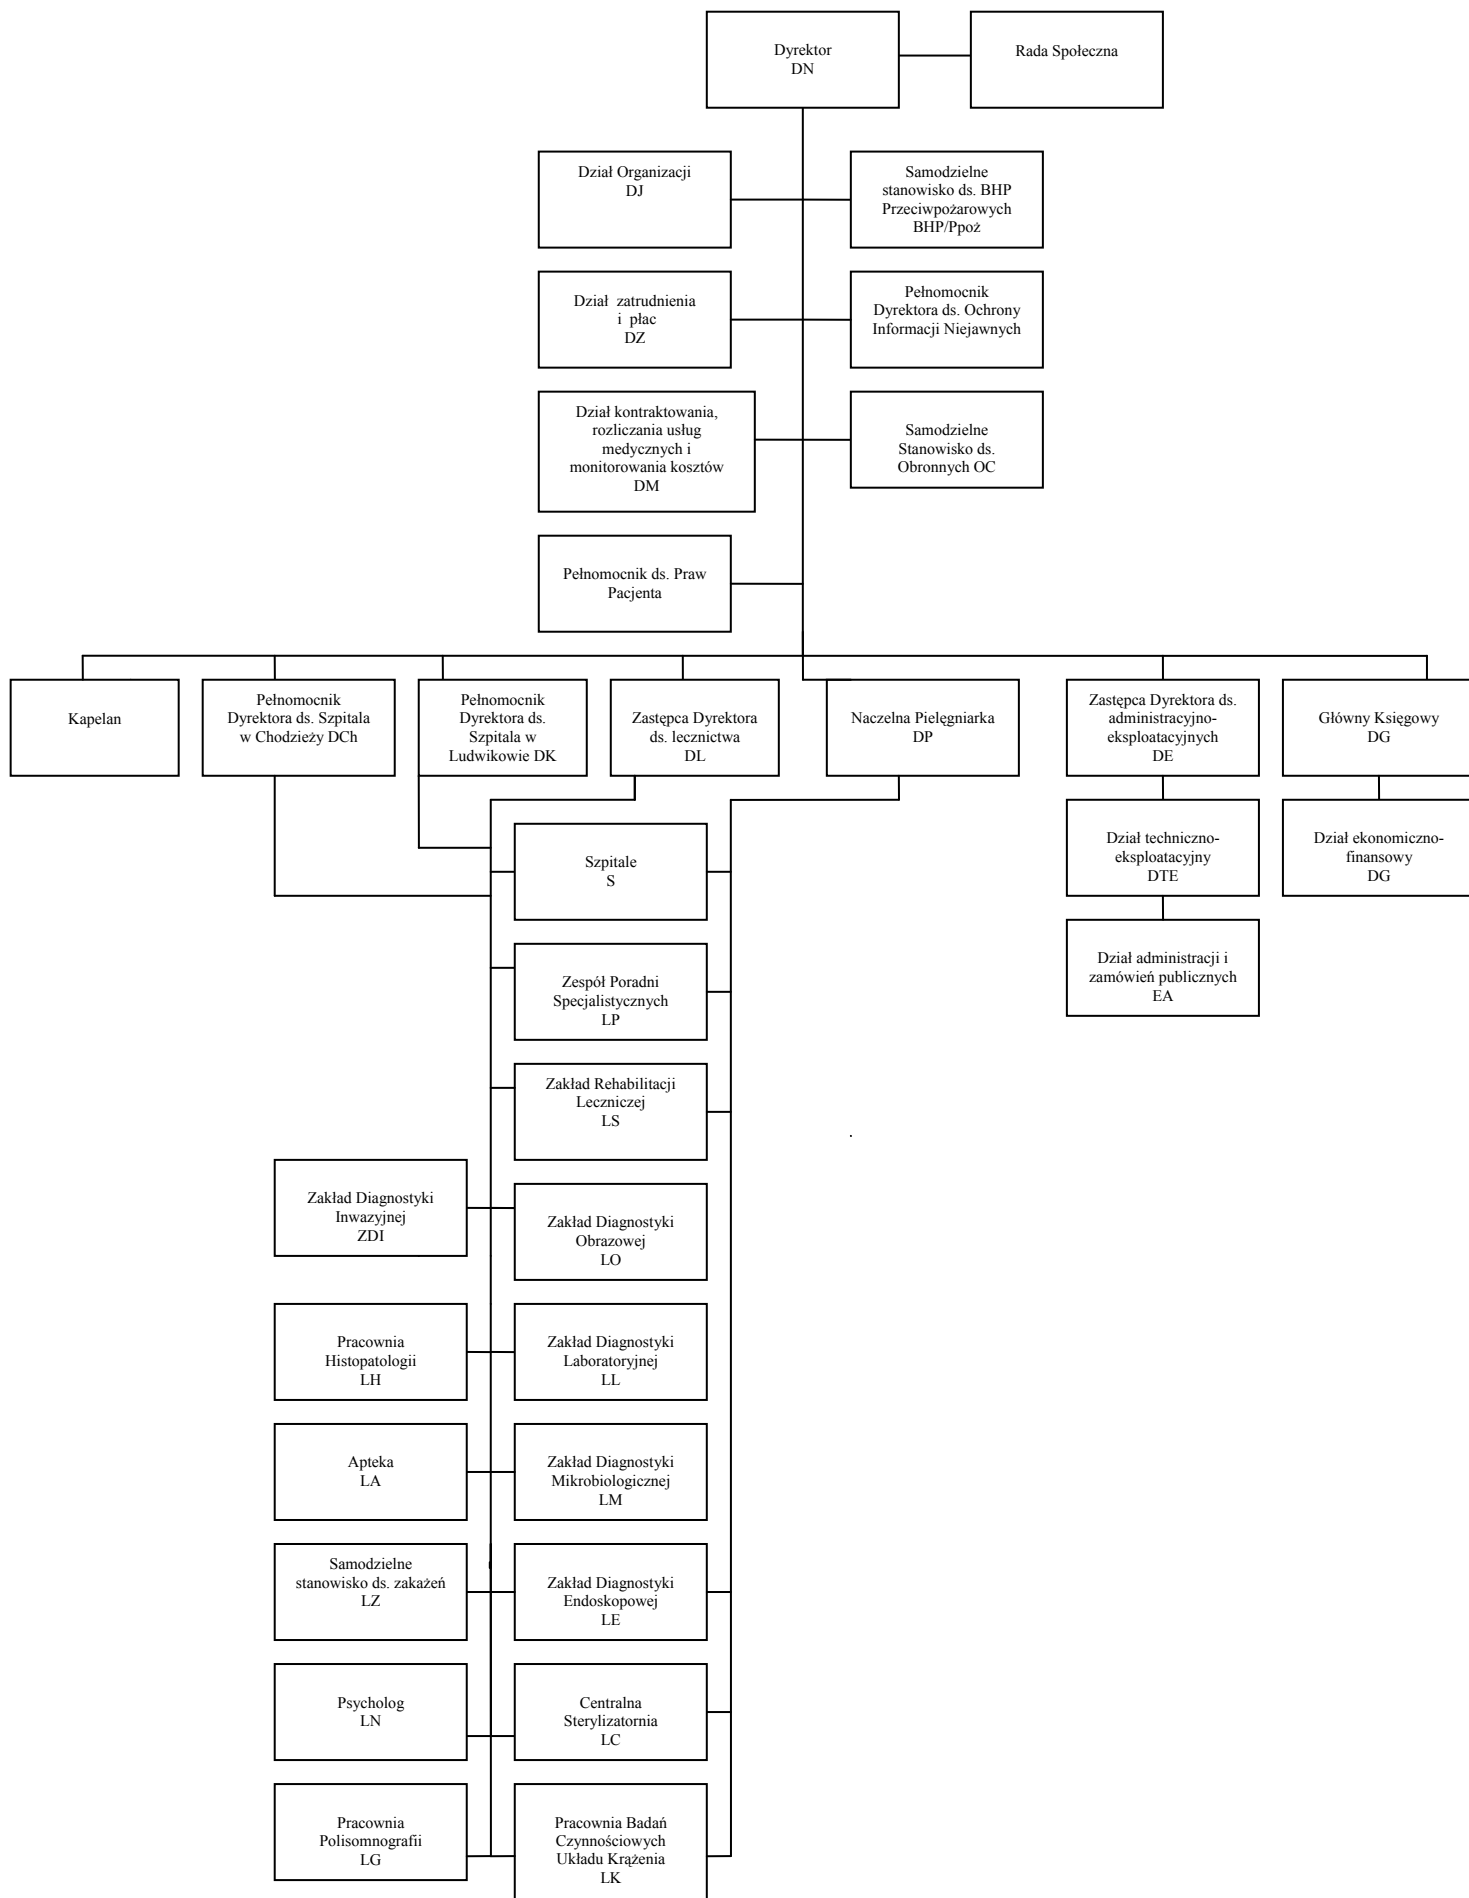 Dyrektor
DN
Rada Społeczna
Dział Organizacji
DJ
Samodzielne
stanowisko ds. BHP
Przeciwpożarowych
BHP/Ppoż
Dział zatrudnienia
i płac
DZ
Pełnomocnik
Dyrektora ds. Ochrony
Informacji Niejawnych
Dział kontraktowania,
rozliczania usług
medycznych i
monitorowania kosztów
DM
Samodzielne
Stanowisko ds.
Obronnych OC
Pełnomocnik ds. Praw
Pacjenta
Kapelan
Pełnomocnik
Dyrektora ds. Szpitala
w Chodzieży DCh
Pełnomocnik
Dyrektora ds.
Szpitala w
Ludwikowie DK
Zastępca Dyrektora
ds. lecznictwa
DL
Naczelna Pielęgniarka
DP
Zastępca Dyrektora ds.
administracyjno-
eksploatacyjnych
DE
Główny Księgowy
DG
Szpitale
S
Dział techniczno-
eksploatacyjny
DTE
Dział ekonomiczno-
finansowy
DG
Zespół Poradni
Specjalistycznych
LP
Dział administracji i
zamówień publicznych
EA
Zakład Rehabilitacji
Leczniczej
LS
Zakład Diagnostyki
Inwazyjnej
ZDI
Zakład Diagnostyki
Obrazowej
LO
Pracownia
Histopatologii
LH
Zakład Diagnostyki
Laboratoryjnej
LL
Apteka
LA
Zakład Diagnostyki
Mikrobiologicznej
LM
Samodzielne
stanowisko ds. zakażeń
LZ
Zakład Diagnostyki
Endoskopowej
LE
Psycholog
LN
Centralna
Sterylizatornia
LC
Pracownia
Polisomnografii
LG
Pracownia Badań
Czynnościowych
Układu Krążenia
LK